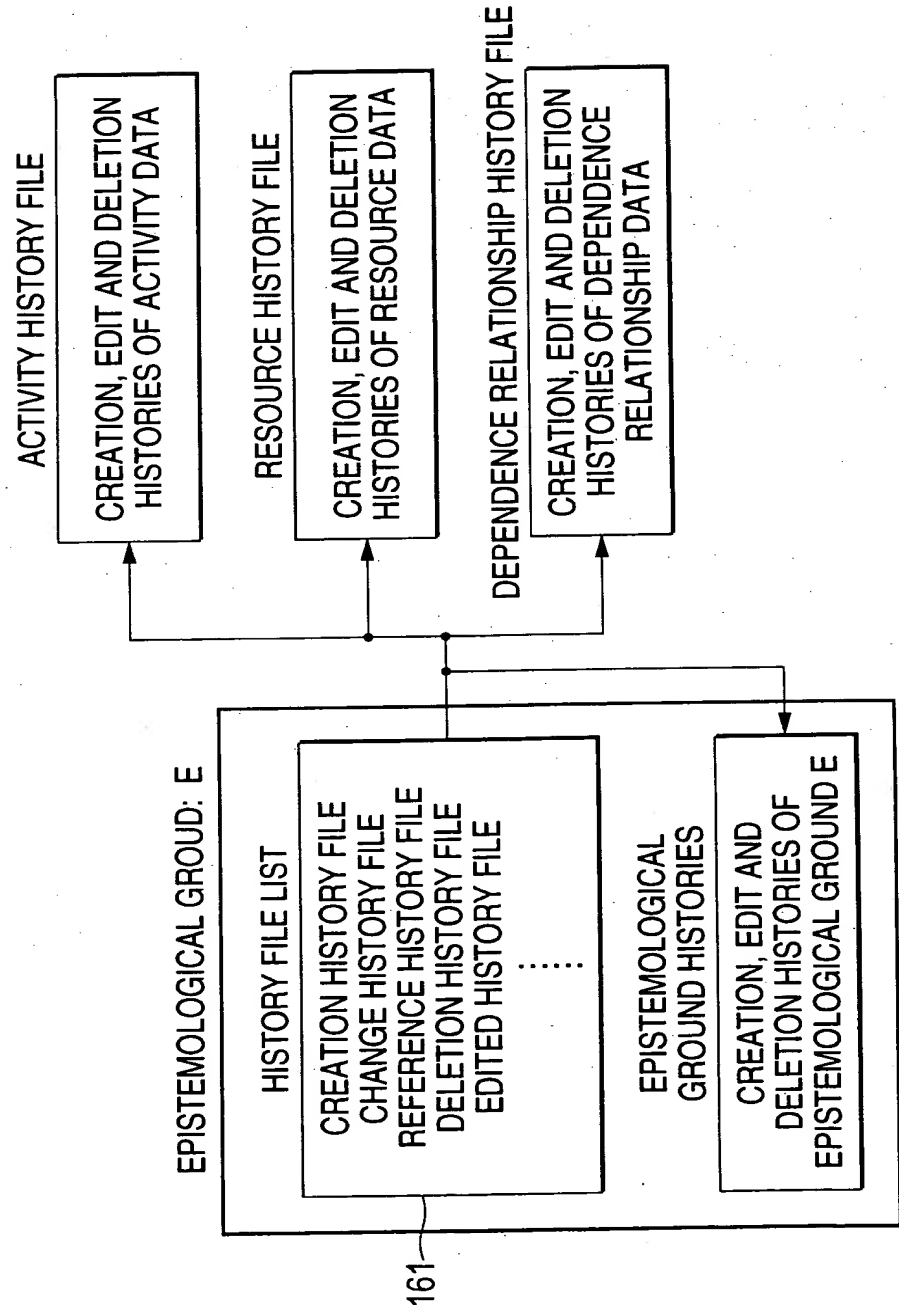 EPISTEMOLOGICAL GROUD: E
HISTORY FILE LIST
CREATION HISTORY FILE
CHANGE HISTORY FILE
REFERENCE HISTORY FILE
DELETION HISTORY FILE
EDITED HISTORY FILE
......
161
EPISTEMOLOGICAL
GROUND HISTORIES
CREATION, EDIT AND
DELETION HISTORIES OF
EPISTEMOLOGICAL GROUND E
ACTIVITY HISTORY FILE
CREATION, EDIT AND DELETION
HISTORIES OF ACTIVITY DATA
RESOURCE HISTORY FILE
CREATION, EDIT AND DELETION
HISTORIES OF RESOURCE DATA
DEPENDENCE RELATIONSHIP HISTORY FILE
CREATION, EDIT AND DELETION
HISTORIES OF DEPENDENCE
RELATIONSHIP DATA